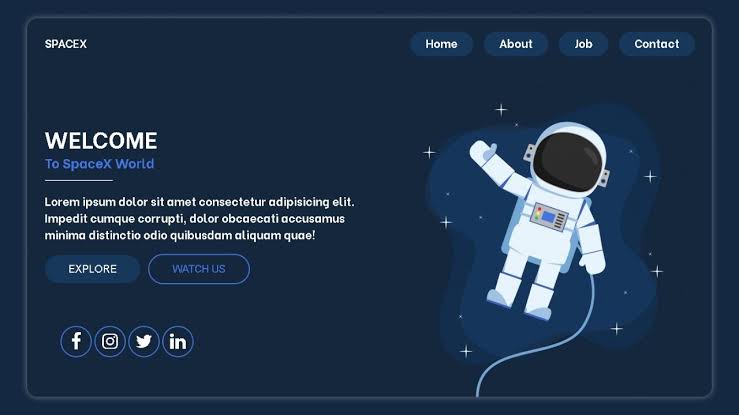 SPACEX
Home
About
Job
Contact
WELCOME
To SpaceX World
Lorem ipsum dolor sit amet consectetur adipisicing elit.
Impedit cumque corrupti, dolor obcaecati accusamus
minima distinctio odio quibusdam aliquam quae!
EXPLORE
WATCH US